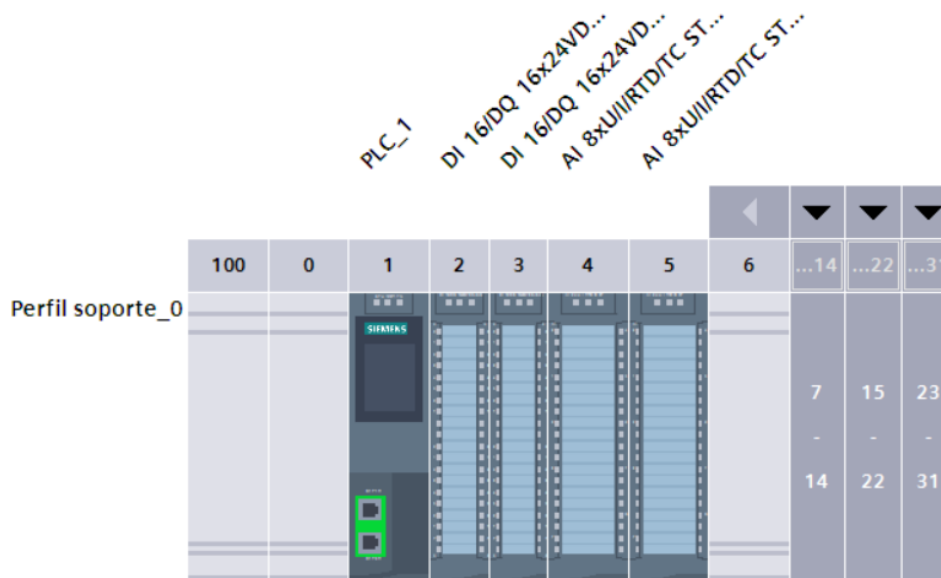 PLC_1
DI 16/DQ 16x24VD...
DI 16/DQ 16x24VD...
AI 8xU/I/RTD/TC ST...
AI 8xU/I/RTD/TC ST...
100 0 1 2 3 4 5 6 ...14 ...22 ...31
Perfil soporte_0
SIEMENS
7 15 23
- - -
14 22 31